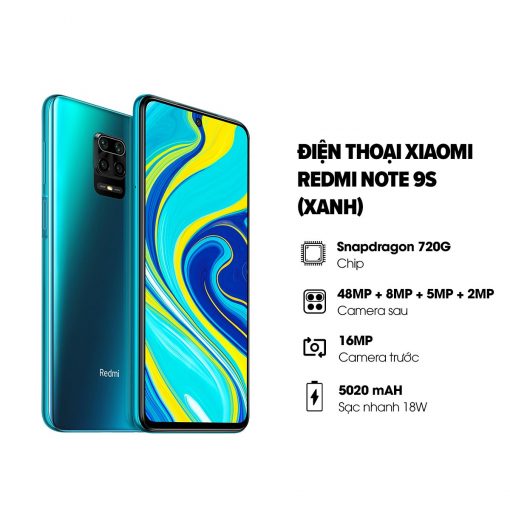 ĐIỆN THOẠI XIAOMI
REDMI NOTE 9S
(XANH)
Snapdragon 720G
Chip
48MP + 8MP + 5MP + 2MP
Camera sau
16MP
Camera trước
5020 mAH
Sạc nhanh 18W
Redmi